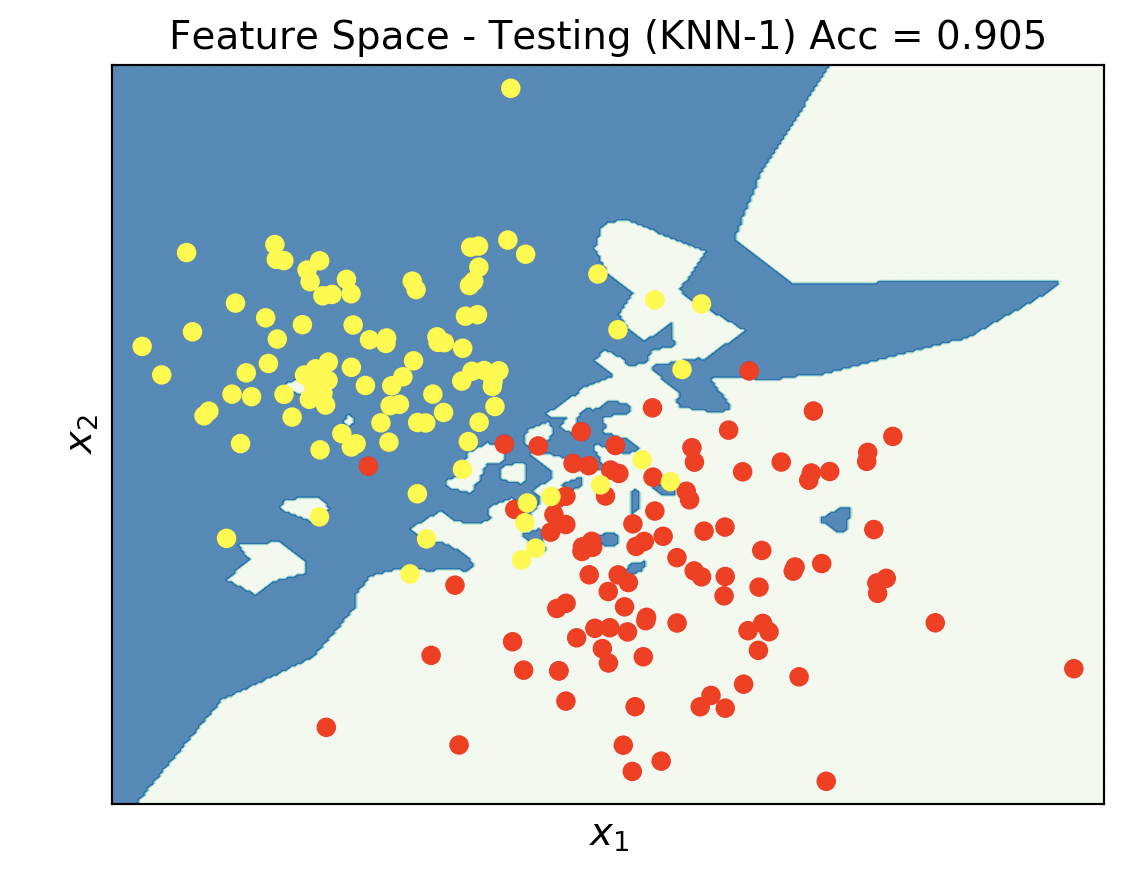 Feature Space - Testing (KNN-1) Acc = 0.905
x₂
x₁